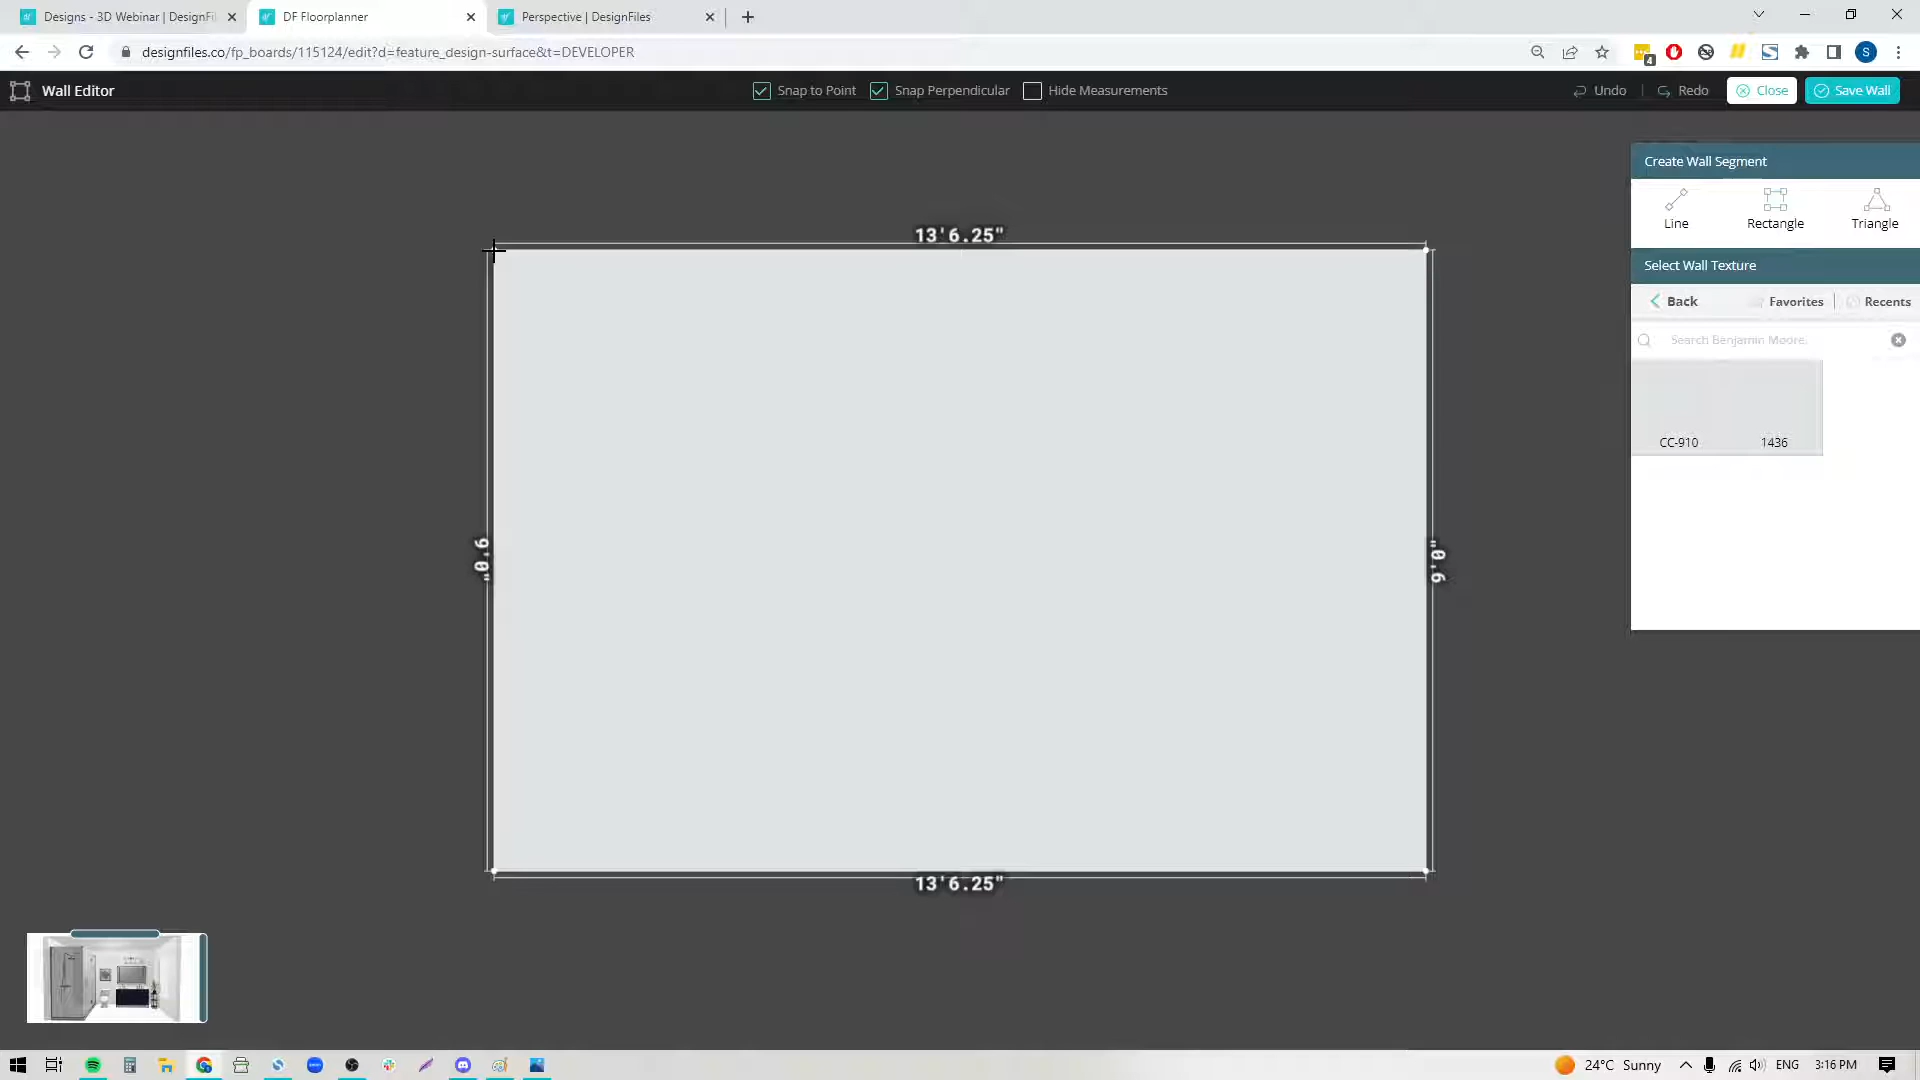 Designs - 3D Webinar | DesignFil
DF Floorplanner
Perspective | DesignFiles
designfiles.co/fp_boards/115124/edit?d=feature_design-surface&t=DEVELOPER
4
S
Wall Editor
Snap to Point
Snap Perpendicular
Hide Measurements
Undo
Redo
Close
Save Wall
Create Wall Segment
Line
Rectangle
Triangle
Select Wall Texture
Back
Favorites
Recents
Search Benjamin Moore.
CC-910
1436
13'6.25"
9'0"
9'0"
13'6.25"
24°C Sunny
ENG
3:16 PM